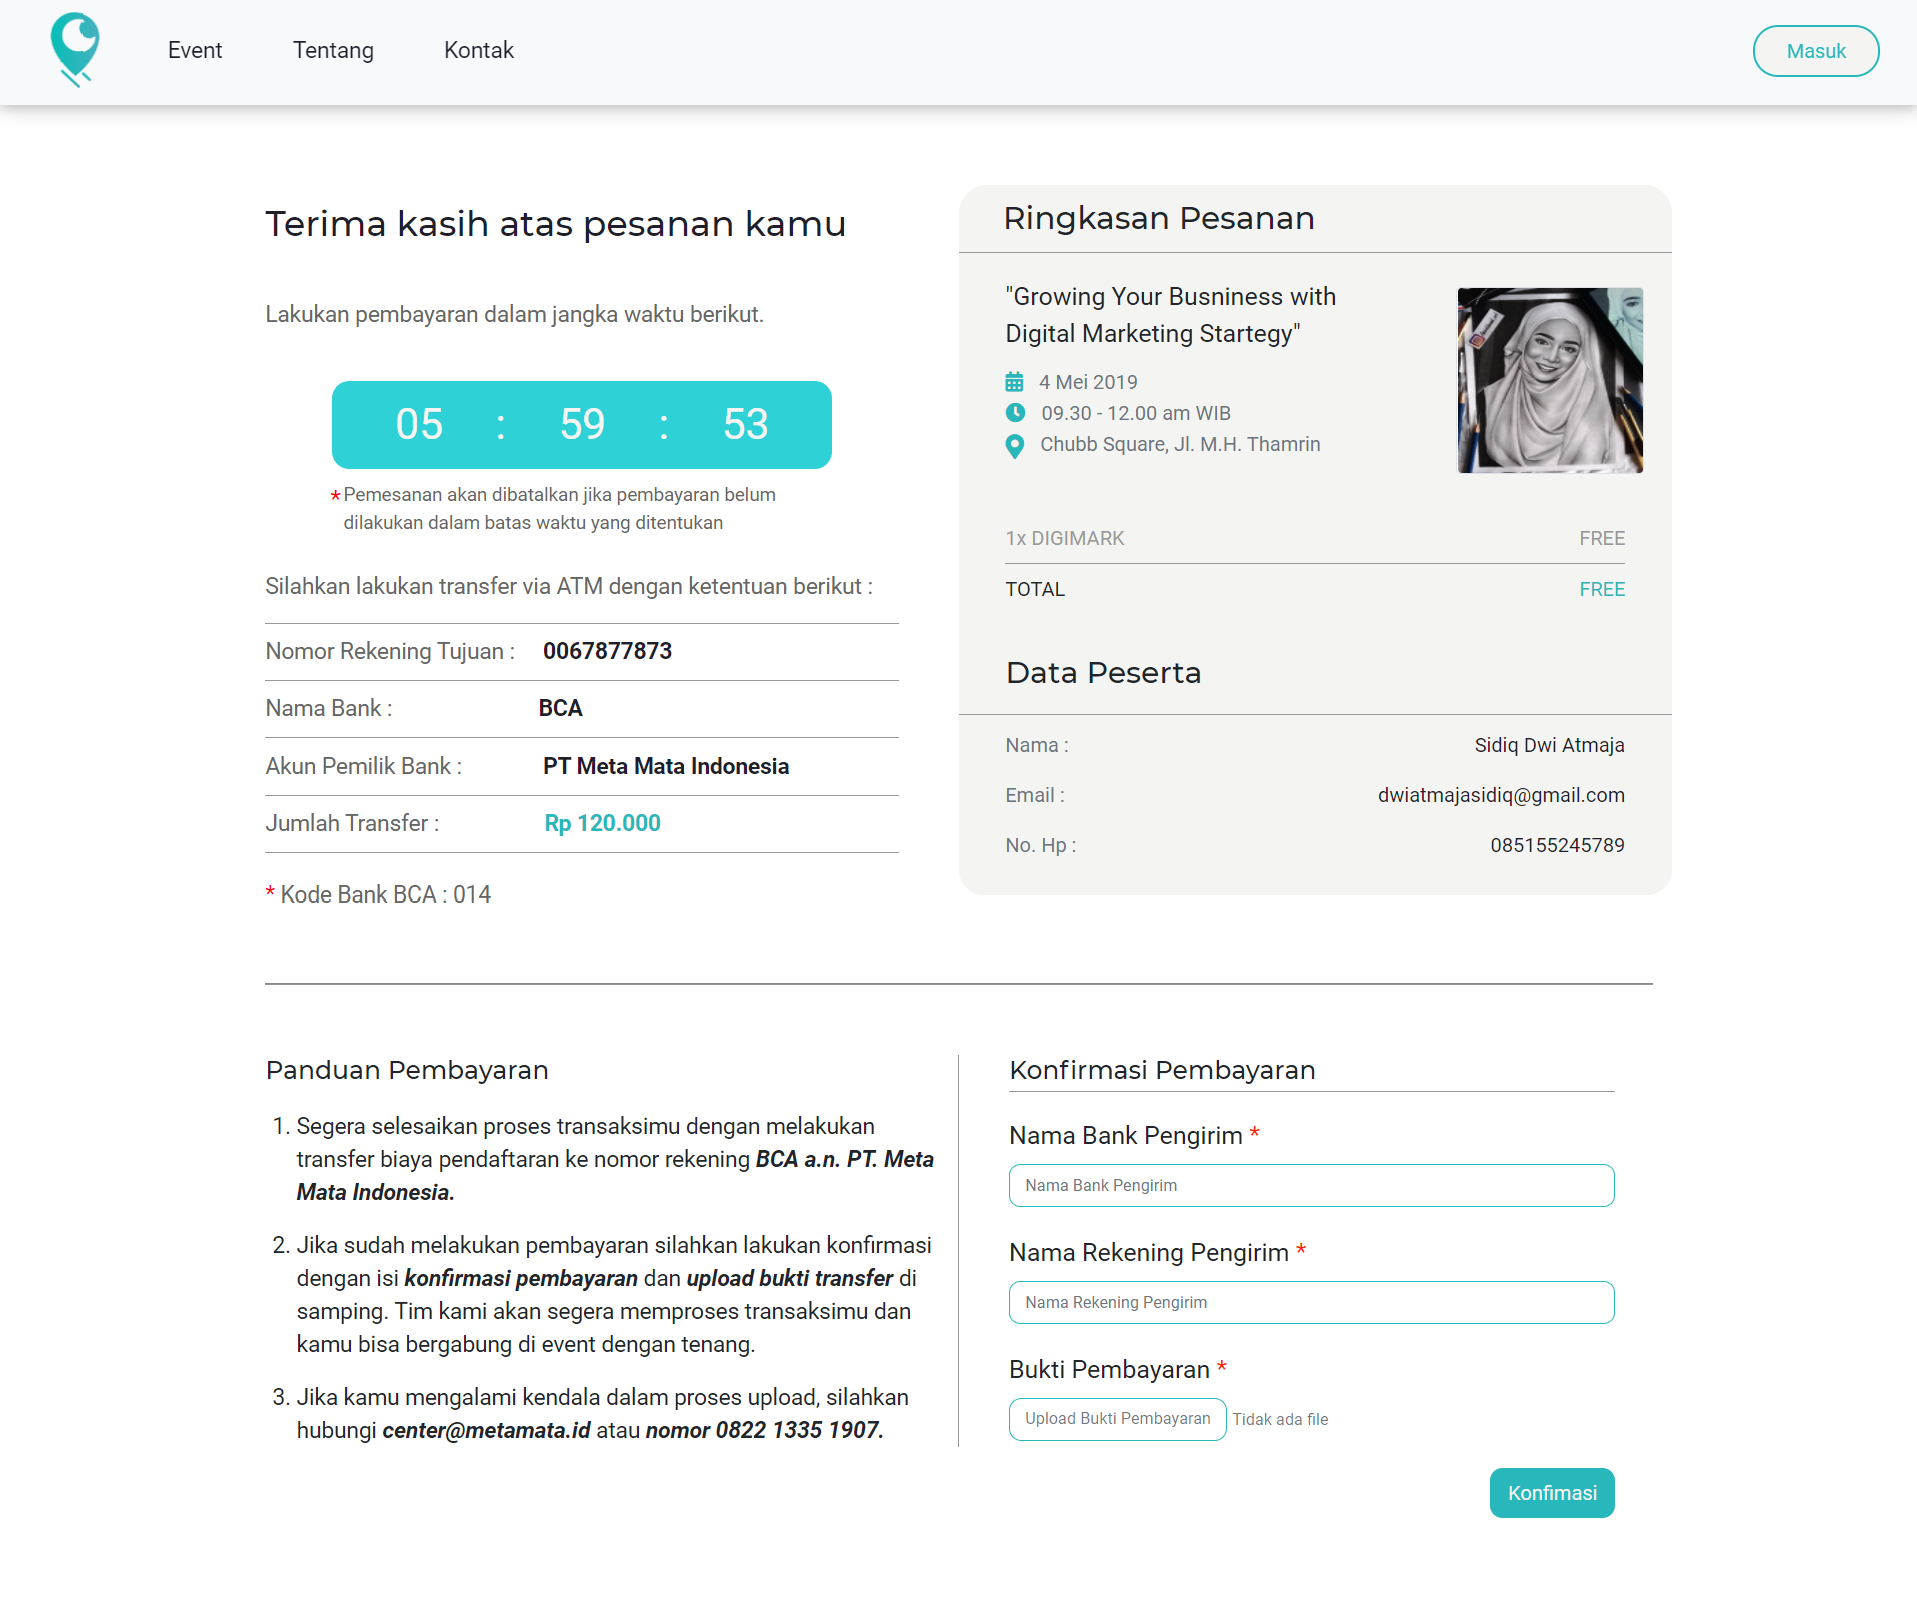 Event
Tentang
Kontak
Masuk
Terima kasih atas pesanan kamu
Lakukan pembayaran dalam jangka waktu berikut.
05 : 59 : 53
*Pemesanan akan dibatalkan jika pembayaran belum
dilakukan dalam batas waktu yang ditentukan
Silahkan lakukan transfer via ATM dengan ketentuan berikut :
Nomor Rekening Tujuan : 0067877873
Nama Bank : BCA
Akun Pemilik Bank : PT Meta Mata Indonesia
Jumlah Transfer : Rp 120.000
* Kode Bank BCA : 014
Ringkasan Pesanan
"Growing Your Busniness with
Digital Marketing Startegy"
4 Mei 2019
09.30 - 12.00 am WIB
Chubb Square, Jl. M.H. Thamrin
1x DIGIMARK FREE
TOTAL FREE
Data Peserta
Nama : Sidiq Dwi Atmaja
Email : dwiatmajasidiq@gmail.com
No. Hp : 085155245789
Panduan Pembayaran
1. Segera selesaikan proses transaksimu dengan melakukan
transfer biaya pendaftaran ke nomor rekening BCA a.n. PT. Meta
Mata Indonesia.
2. Jika sudah melakukan pembayaran silahkan lakukan konfirmasi
dengan isi konfirmasi pembayaran dan upload bukti transfer di
samping. Tim kami akan segera memproses transaksimu dan
kamu bisa bergabung di event dengan tenang.
3. Jika kamu mengalami kendala dalam proses upload, silahkan
hubungi center@metamata.id atau nomor 0822 1335 1907.
Konfirmasi Pembayaran
Nama Bank Pengirim *
Nama Bank Pengirim
Nama Rekening Pengirim *
Nama Rekening Pengirim
Bukti Pembayaran *
Upload Bukti Pembayaran Tidak ada file
Konfimasi